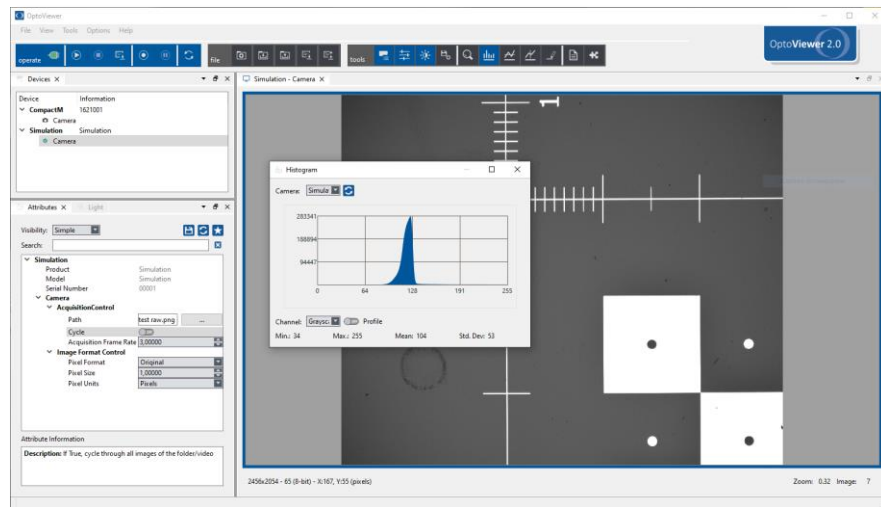 OptoViewer
File View Tools Options Help
operate
file
tools
OptoViewer 2.0
Devices X
Device Information
CompactM 1621001
Camera
Simulation Simulation
Camera
Attributes X Light
Visibility: Simple
Search:
Simulation
Product Simulation
Model Simulation
Serial Number 00001
Camera
AcquisitionControl
Path test raw.png ...
Cycle
Acquisition Frame Rate 3,00000
Image Format Control
Pixel Format Original
Pixel Size 1,00000
Pixel Units Pixels
Attribute Information
Description: If True, cycle through all images of the folder/video
Simulation - Camera X
1
Histogram
Camera: Simula
283341
188894
94447
0 64 128 191 255
Channel: Graysc Profile
Min.: 34 Max.: 255 Mean: 104 Std. Dev: 53
2456x2054 - 65 (8-bit) - X:167, Y:55 (pixels)
Zoom: 0.32 Image: 7